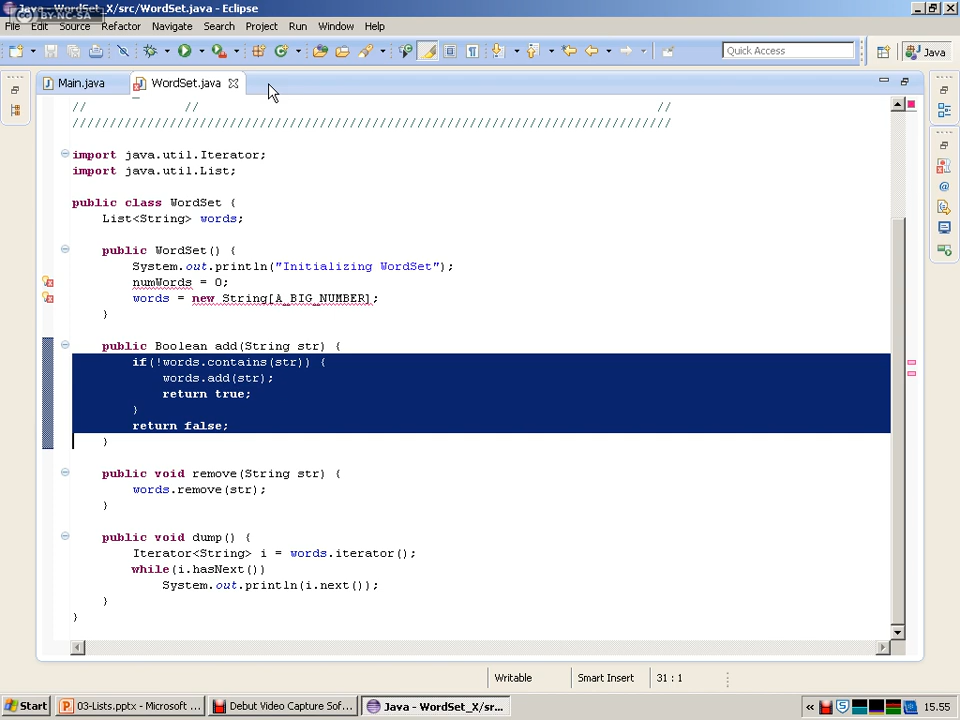 Java - WordSet_X/src/WordSet.java - Eclipse
BY-NC-SA
File Edit Source Refactor Navigate Search Project Run Window Help
Quick Access
Java
Main.java
WordSet.java
// // //
////////////////////////////////////////////////////////////////////////////////
import java.util.Iterator;
import java.util.List;
public class WordSet {
List<String> words;
public WordSet() {
System.out.println("Initializing WordSet");
numWords = 0;
words = new String[A_BIG_NUMBER];
}
public Boolean add(String str) {
if(!words.contains(str)) {
words.add(str);
return true;
}
return false;
}
public void remove(String str) {
words.remove(str);
}
public void dump() {
Iterator<String> i = words.iterator();
while(i.hasNext())
System.out.println(i.next());
}
}
Writable
Smart Insert
31 : 1
Start
03-Lists.pptx - Microsoft ...
Debut Video Capture Sof...
Java - WordSet_X/sr...
15.55